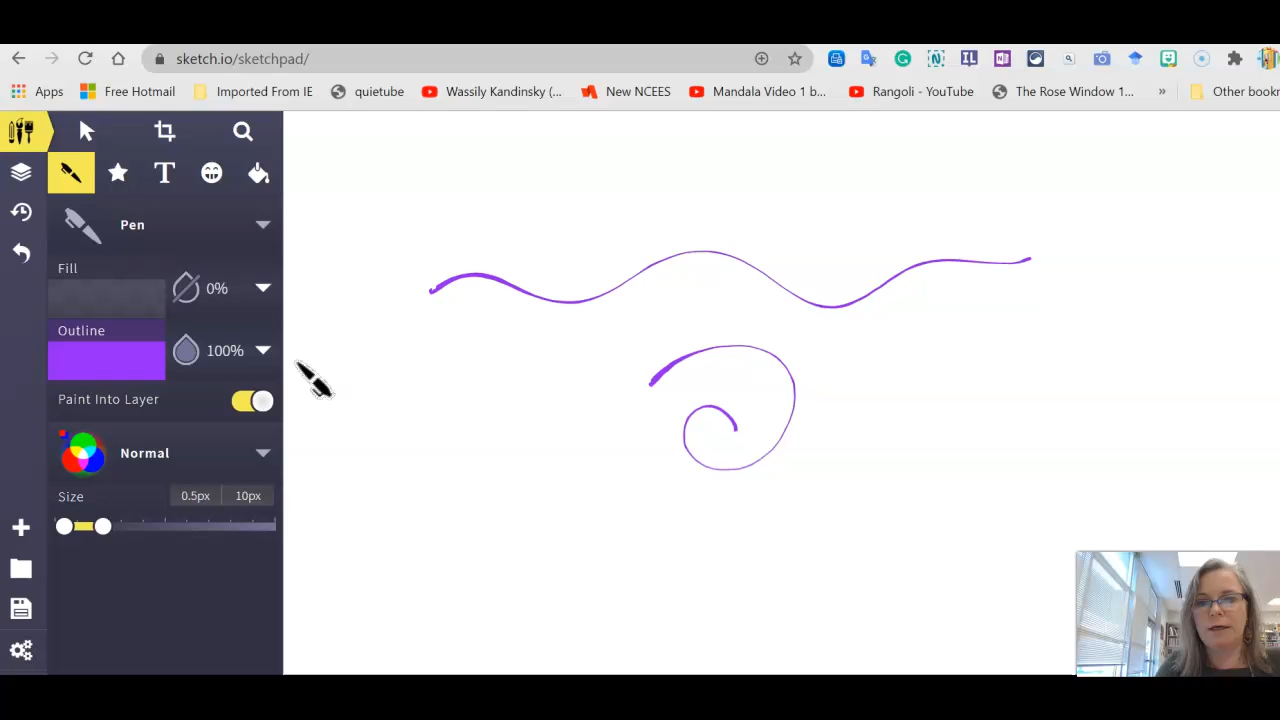 sketch.io/sketchpad/
Apps Free Hotmail Imported From IE quietube Wassily Kandinsky (... New NCEES Mandala Video 1 b... Rangoli - YouTube The Rose Window 1... » Other bookr
T
Pen
Fill
0%
Outline
100%
Paint Into Layer
Normal
Size 0.5px 10px